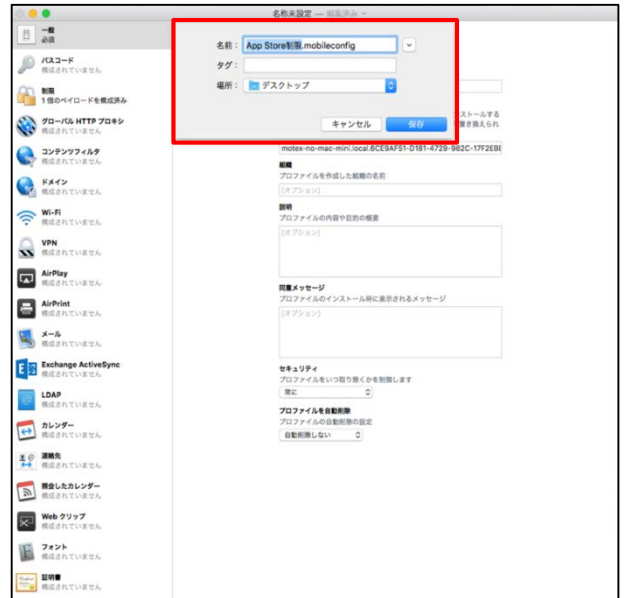 名称未設定 — 編集済み
一般
必須
パスコード
構成されていません
制限
1 個のペイロードを構成済み
グローバル HTTP プロキシ
構成されていません
コンテンツフィルタ
構成されていません
ドメイン
構成されていません
Wi-Fi
構成されていません
VPN
構成されていません
AirPlay
構成されていません
AirPrint
構成されていません
メール
構成されていません
Exchange ActiveSync
構成されていません
LDAP
構成されていません
カレンダー
構成されていません
連絡先
構成されていません
照会したカレンダー
構成されていません
Web クリップ
構成されていません
フォント
構成されていません
証明書
構成されていません
名前： App Store制限.mobileconfig
タグ：
場所： デスクトップ
キャンセル 保存
ストールする
き換えられ
motex-no-mac-mini.local.6CE9AF51-D181-4729-982C-17F2EBE
組織
プロファイルを作成した組織の名前
[オプション]
説明
プロファイルの内容や目的の概要
[オプション]
同意メッセージ
プロファイルのインストール時に表示されるメッセージ
[オプション]
セキュリティ
プロファイルをいつ取り除くかを制御します
常に
プロファイルを自動削除
プロファイルの自動削除の設定
自動削除しない